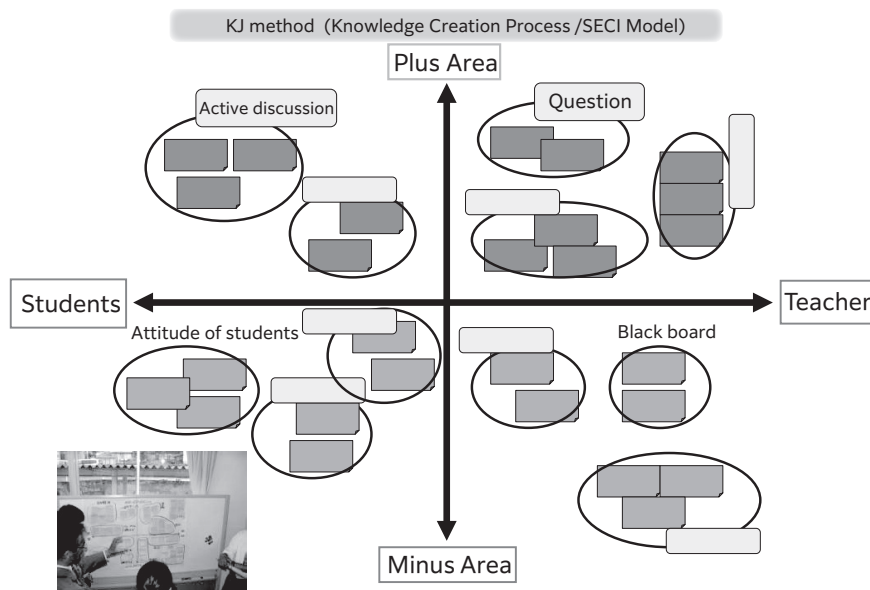 KJ method (Knowledge Creation Process /SECI Model)
Plus Area
Active discussion
Question
Students
Teacher
Attitude of students
Black board
Minus Area